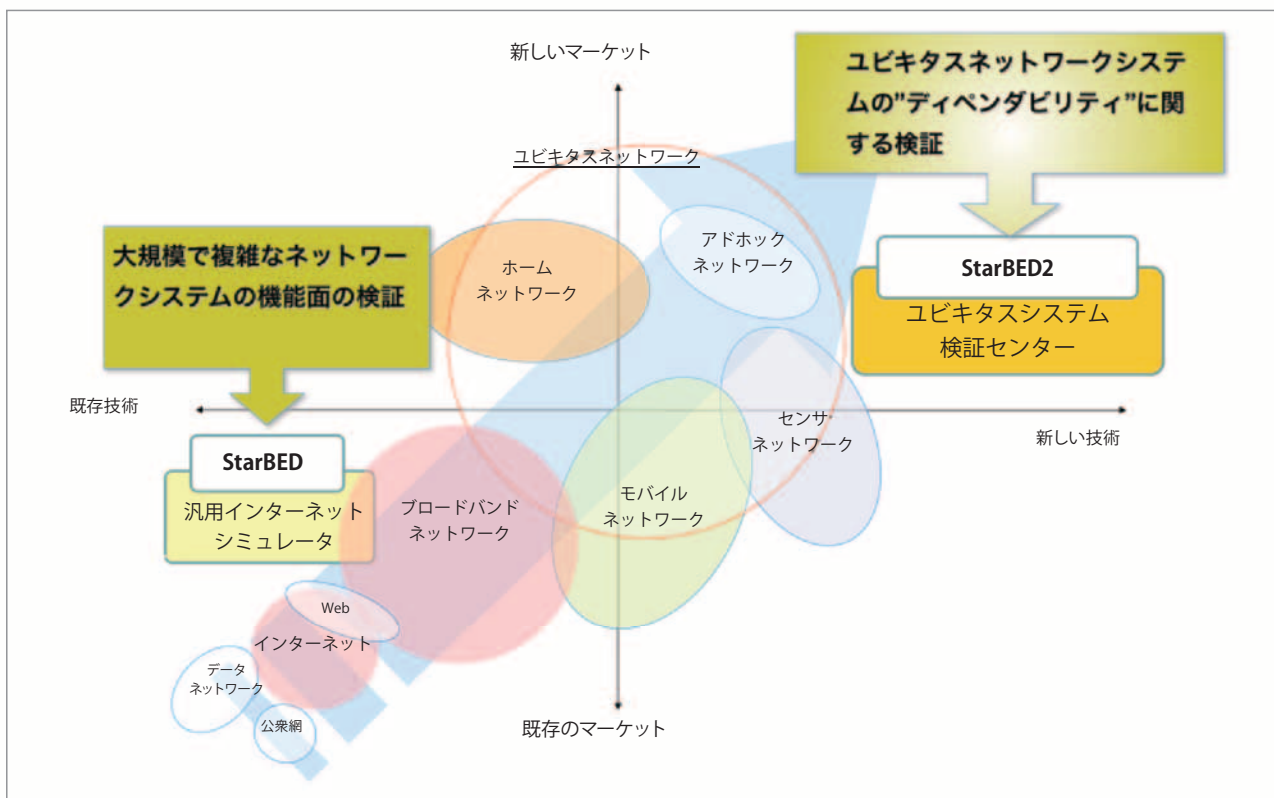 新しいマーケット
ユビキタスネットワークシステ
ムの”ディペンダビリティ”に関
する検証
ユビキタスネットワーク
アドホック
ネットワーク
大規模で複雑なネットワー
クシステムの機能面の検証
ホーム
ネットワーク
StarBED2
ユビキタスシステム
検証センター
既存技術
新しい技術
センサ
ネットワーク
StarBED
汎用インターネット
シミュレータ
ブロードバンド
ネットワーク
モバイル
ネットワーク
Web
インターネット
データ
ネットワーク
公衆網
既存のマーケット